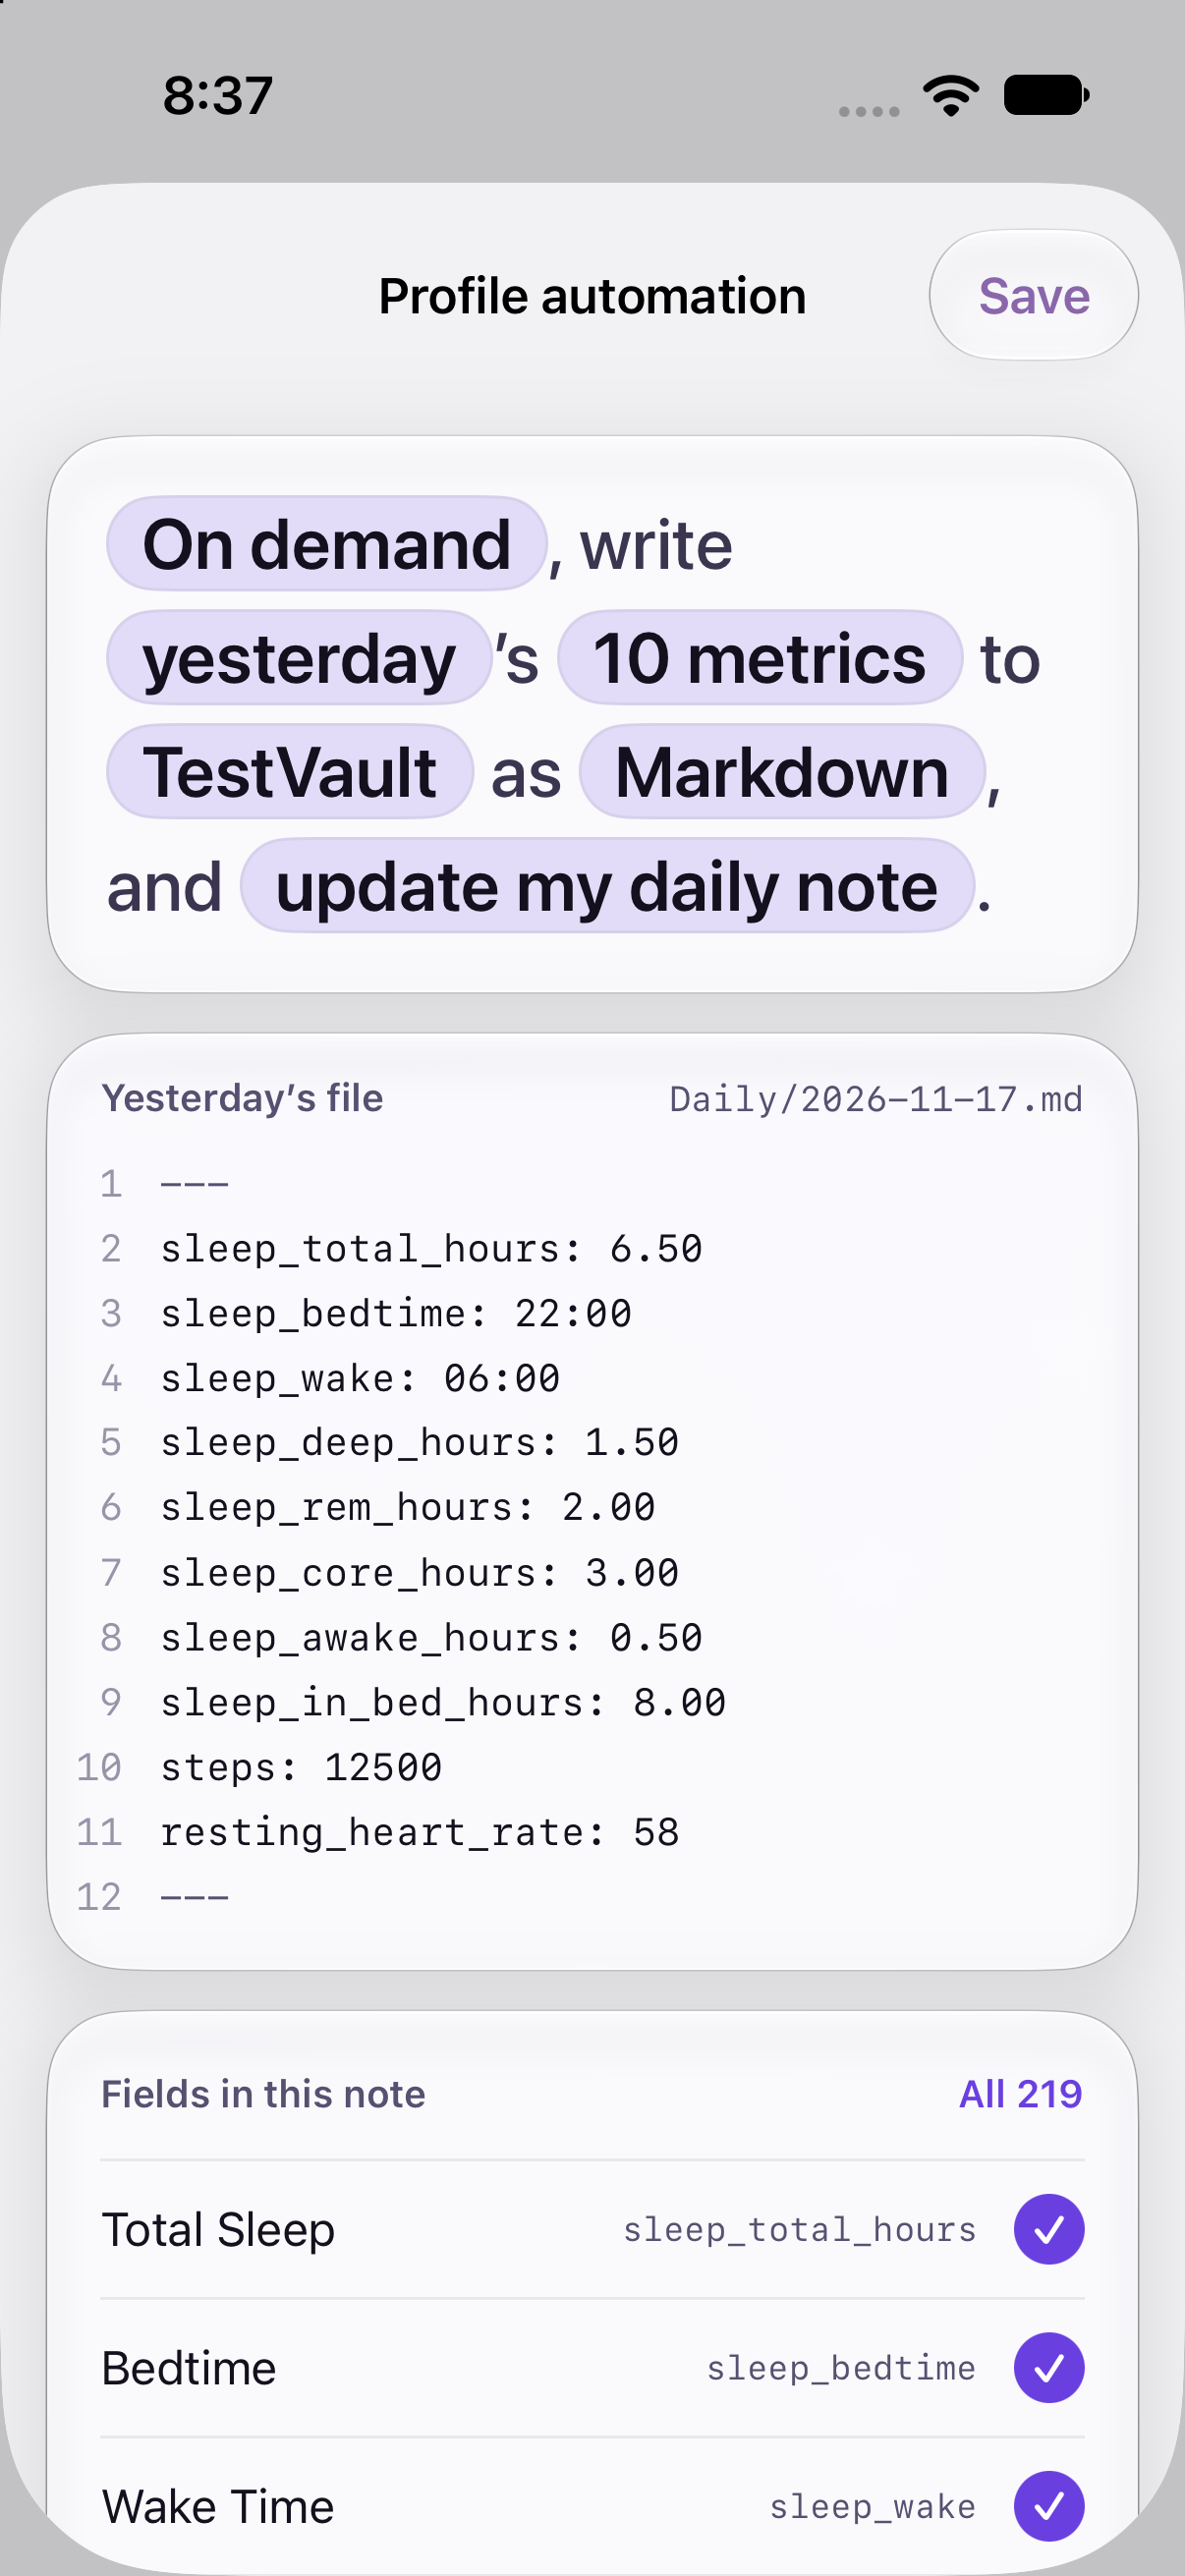 8:37
Profile automation
Save
On demand, write
yesterday’s 10 metrics to
TestVault as Markdown,
and update my daily note.
Yesterday’s file
Daily/2026-11-17.md
1 ---
2 sleep_total_hours: 6.50
3 sleep_bedtime: 22:00
4 sleep_wake: 06:00
5 sleep_deep_hours: 1.50
6 sleep_rem_hours: 2.00
7 sleep_core_hours: 3.00
8 sleep_awake_hours: 0.50
9 sleep_in_bed_hours: 8.00
10 steps: 12500
11 resting_heart_rate: 58
12 ---
Fields in this note
All 219
Total Sleep sleep_total_hours
Bedtime sleep_bedtime
Wake Time sleep_wake